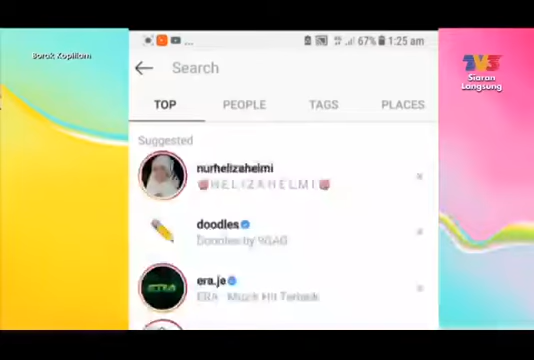 Borak Kopitiam
TV3
Siaran
Langsung
... 67% 1:25 am
Search
TOP PEOPLE TAGS PLACES
Suggested
nurhelizahelmi
HELIZAHELMI
doodles
Doodles by
era.je
ERA
ERA - Muzik Hit Terbaik